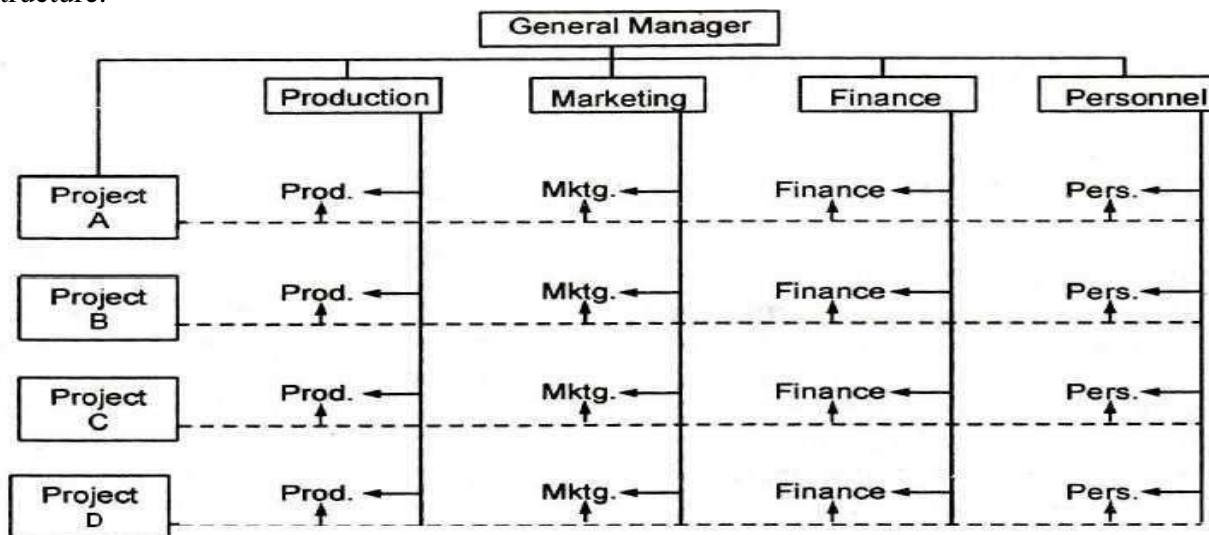 tructure.
General Manager
Production Marketing Finance Personnel
Project
A
Prod. Mktg. Finance Pers.
Project
B
Prod. Mktg. Finance Pers.
Project
C
Prod. Mktg. Finance Pers.
Project
D
Prod. Mktg. Finance Pers.